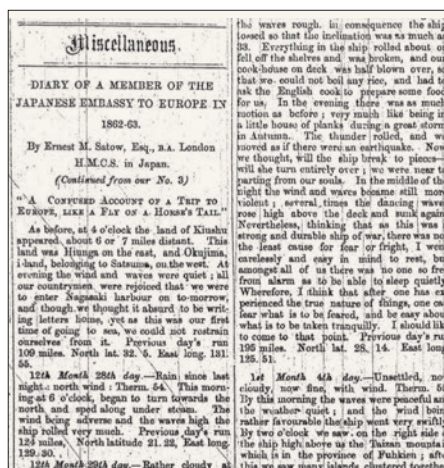 Miscellaneous.
DIARY OF A MEMBER OF THE
JAPANESE EMBASSY TO EUROPE IN
1862-63.
By Ernest M. Satow, Esq., B.A. London
H.M.C.S. in Japan.
(Continued from our No. 3)
"A CONFUSED ACCOUNT OF A TRIP TO
EUROPE, LIKE A FLY ON A HORSE'S TAIL."
As before, at 4 o'clock the land of Kiushu
appeared about 6 or 7 miles distant. This
land was Hiunga on the east, and Okujima,
island, belonging to Satsuma, on the west. At
evening the wind and waves were quiet; all
our countrymen were rejoiced that we were
to enter Nagasaki harbour on to-morrow,
and though we thought it absurd to be writ-
ing letters home, yet as this was our first
time of going to sea, we could not restrain
ourselves from it. Previous day's run
109 miles. North lat. 32. 5. East long. 131.
55.
12th Month 28th day.—Rain since last
night: north wind: Therm. 54. This morn-
ing at 6 o'clock, began to turn towards the
north and sped along under steam. The
wind being adverse and the waves high the
ship rolled very much. Previous day's run
124 miles, North latitude 21. 22, East long.
129. 30.
12th Month 29th day.—Rather cloudy at
the waves rough. In consequence the ship
tossed so that the inclination was as much as
38. Everything in the ship rolled about or
fell off the shelves and was broken, and our
cook-house on deck was half blown over, so
that we could not boil any rice, and had to
ask the English cook to prepare some food
for us. In the evening there was as much
motion as before; very much like being in
a little house of planks during a great storm
in Autumn. The thunder rolled, and we
moved as if there were an earthquake. Now
we thought, will the ship break to pieces—
will she turn entirely over; we were near to
parting from our souls. In the middle of the
night the wind and waves became still more
violent; several times the dancing waves
rose high above the deck and sunk again.
Nevertheless, thinking that as this was a
strong and durable ship of war, there was not
the least cause for fear or fright, I went
carelessly and easy in mind to rest, but
amongst all of us there was no one so free
from alarm as to be able to sleep quietly.
Wherefore, I think that after one has ex-
perienced the true nature of things, one can
fear what is to be feared, and be easy about
what is to be taken tranquilly. I should like
to come to that point. Previous day's run
195 miles. North lat. 28. 14. East long.
125. 51.
1st Month 4th day.—Unsettled, not
cloudy, now fine, with wind. Therm. 5
By this morning the waves were peaceful and
the weather quiet; and the wind being
rather favourable the ship went very swiftly.
By two o'clock we saw on the right side of
the ship high above us the Taizan mountain
which is in the province of Fuhkien; after
this we saw many islands clustered together